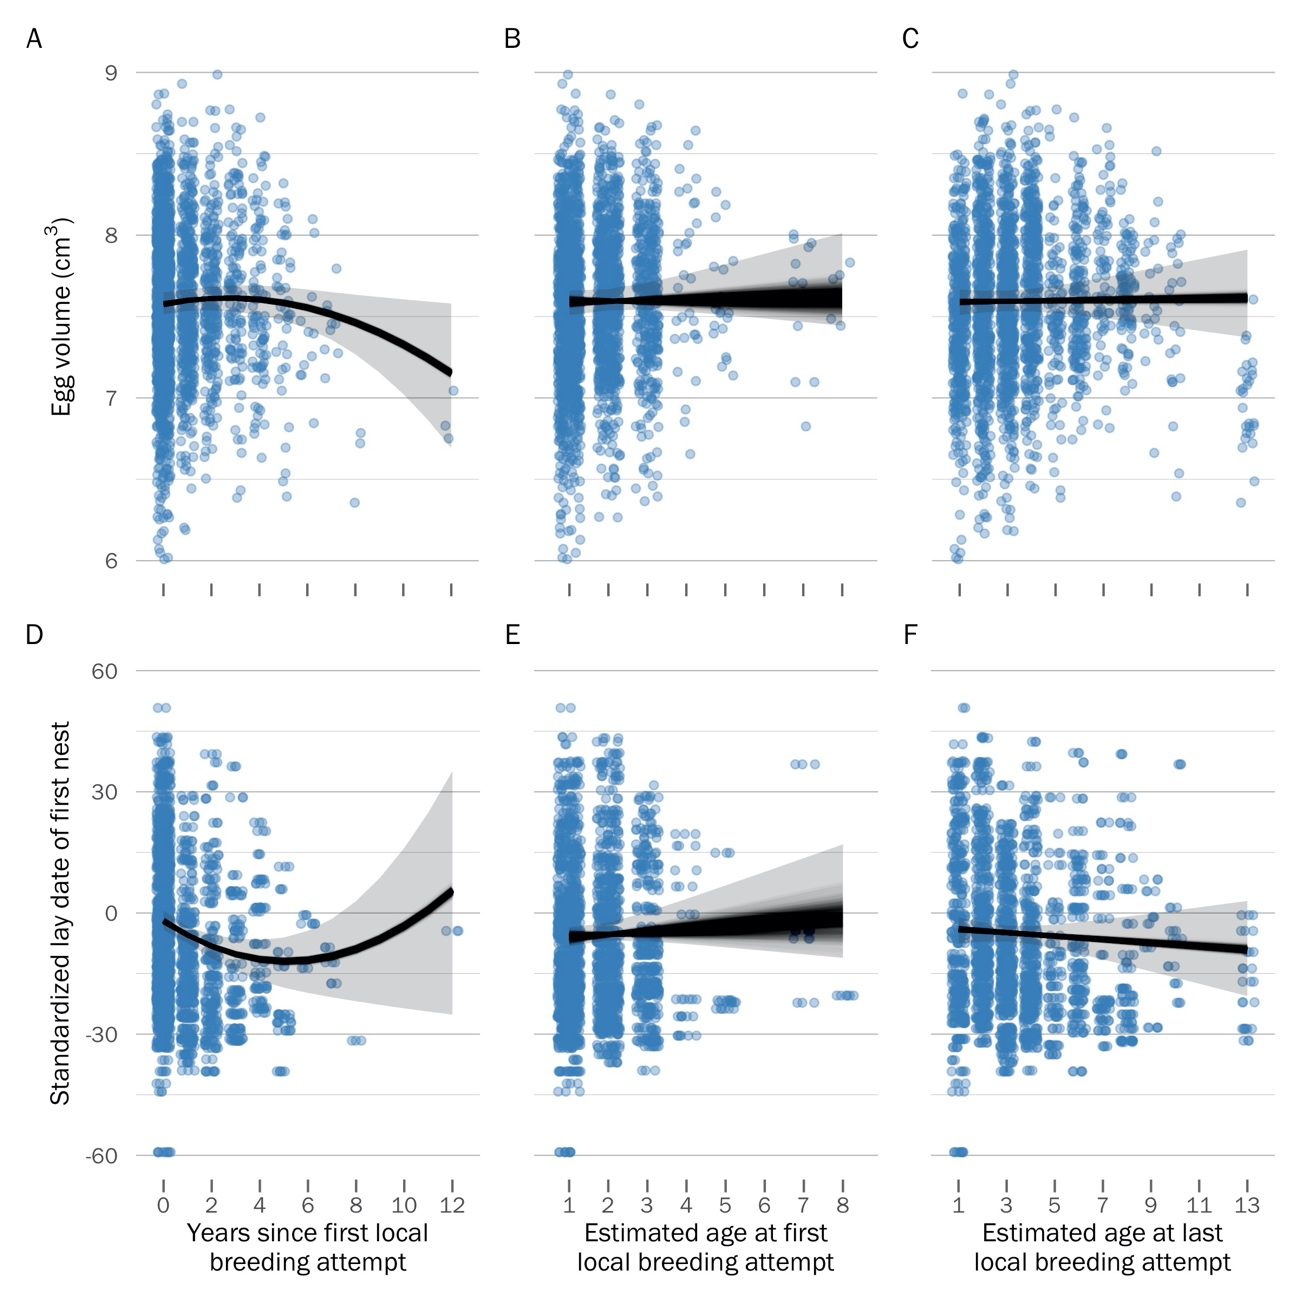 A
B
C
9
8
7
6
Egg volume (cm³)
D
E
F
60
30
0
-30
-60
Standardized lay date of first nest
0 2 4 6 8 10 12
1 2 3 4 5 6 7 8
1 3 5 7 9 11 13
Years since first local
breeding attempt
Estimated age at first
local breeding attempt
Estimated age at last
local breeding attempt